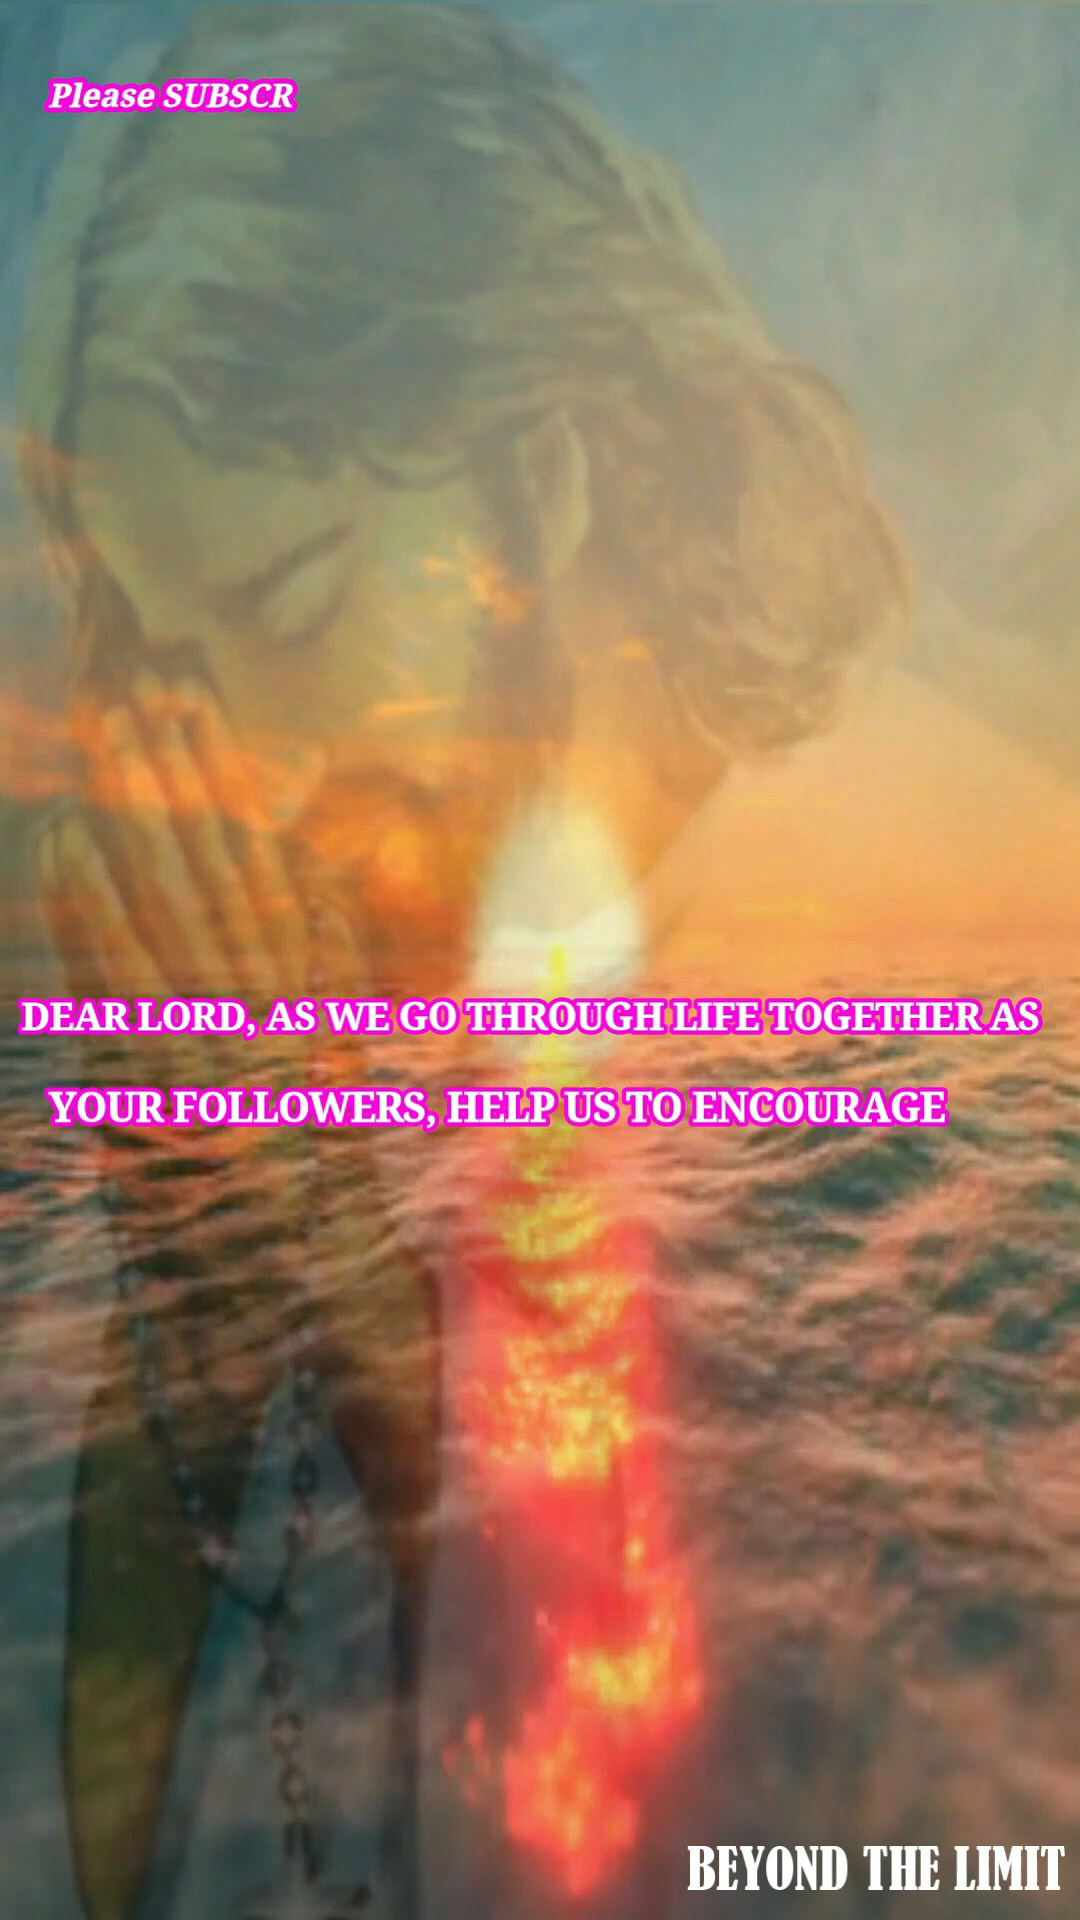 Please SUBSCR
DEAR LORD, AS WE GO THROUGH LIFE TOGETHER AS
YOUR FOLLOWERS, HELP US TO ENCOURAGE
BEYOND THE LIMIT